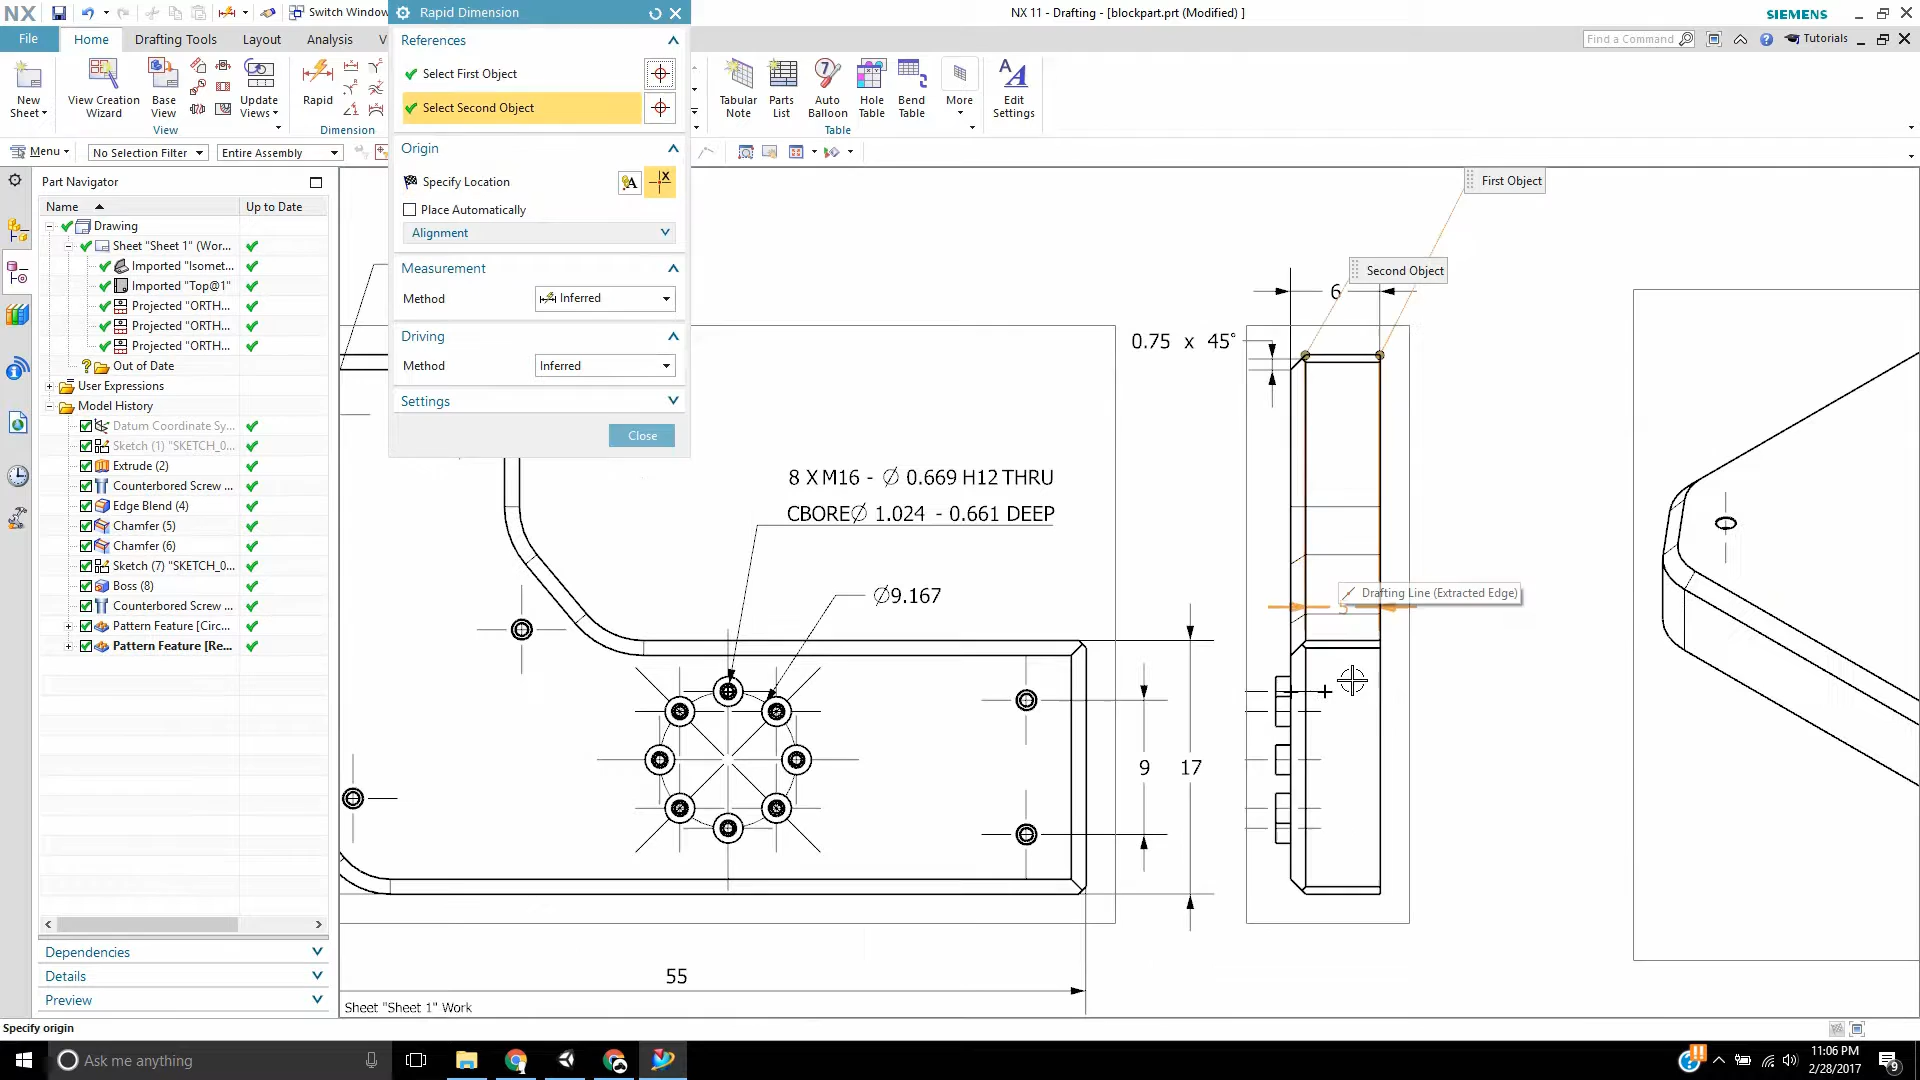 NX
Switch Window
Rapid Dimension
NX 11 - Drafting - [blockpart.prt (Modified) ]
SIEMENS
File
Home
Drafting Tools
Layout
Analysis
V
Find a Command
Tutorials
New
Sheet
View Creation
Wizard
Base
View
Update
Views
View
Rapid
Dimension
Tabular
Note
Parts
List
Auto
Balloon
Hole
Table
Bend
Table
More
Table
Edit
Settings
Menu
No Selection Filter
Entire Assembly
References
Select First Object
Select Second Object
Origin
Specify Location
Place Automatically
Alignment
Measurement
Method
Inferred
Driving
Method
Inferred
Settings
Close
Part Navigator
Name
Up to Date
Drawing
Sheet "Sheet 1" (Wor...
Imported "Isomet...
Imported "Top@1"
Projected "ORTH...
Projected "ORTH...
Projected "ORTH...
Out of Date
User Expressions
Model History
Datum Coordinate Sy...
Sketch (1) "SKETCH_0...
Extrude (2)
Counterbored Screw ...
Edge Blend (4)
Chamfer (5)
Chamfer (6)
Sketch (7) "SKETCH_0...
Boss (8)
Counterbored Screw ...
Pattern Feature [Circ...
Pattern Feature [Re...
Dependencies
Details
Preview
First Object
Second Object
6
0.75 x 45°
8 X M16 - Ø 0.669 H12 THRU
CBOREØ 1.024 - 0.661 DEEP
Ø9.167
Drafting Line (Extracted Edge)
5
9
17
55
Sheet "Sheet 1" Work
Specify origin
Ask me anything
11:06 PM
2/28/2017
9